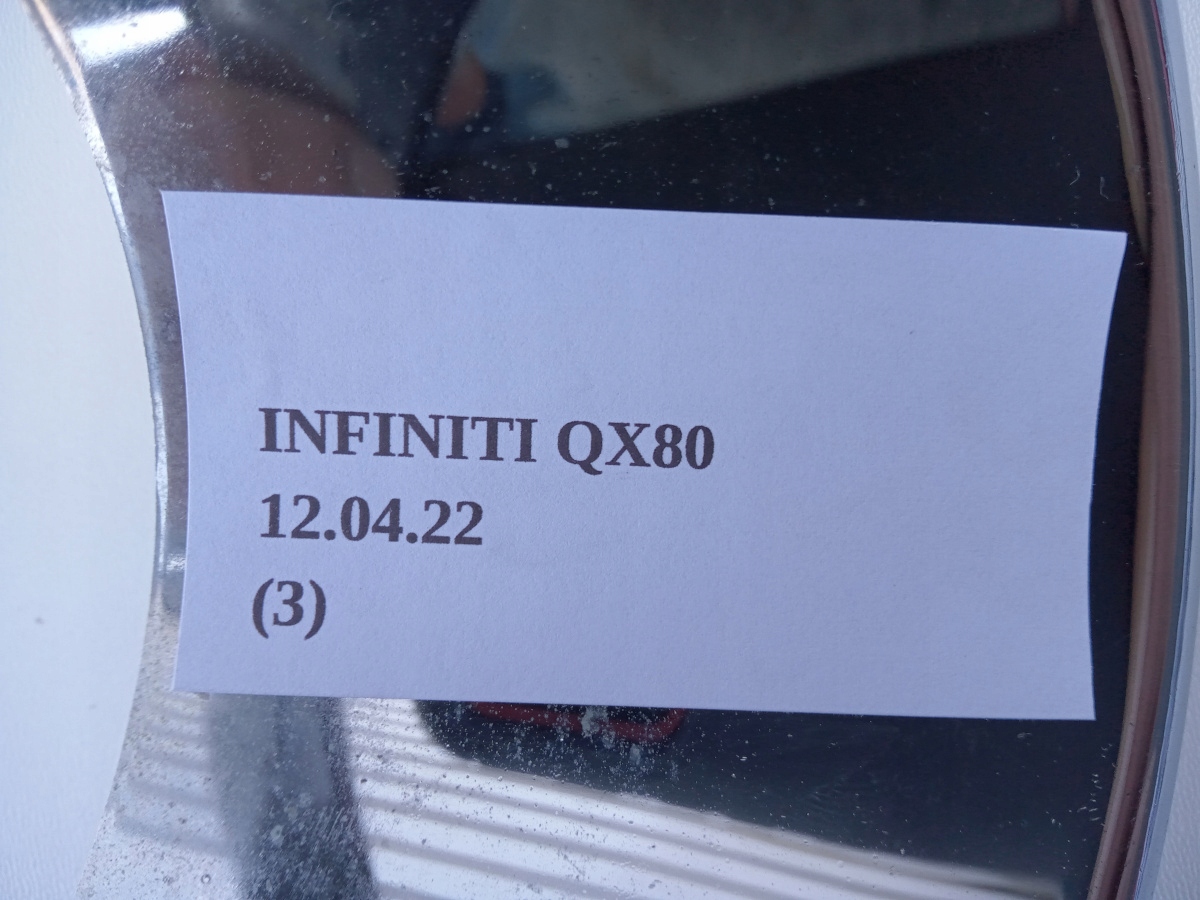 INFINITI QX80
12.04.22
(3)